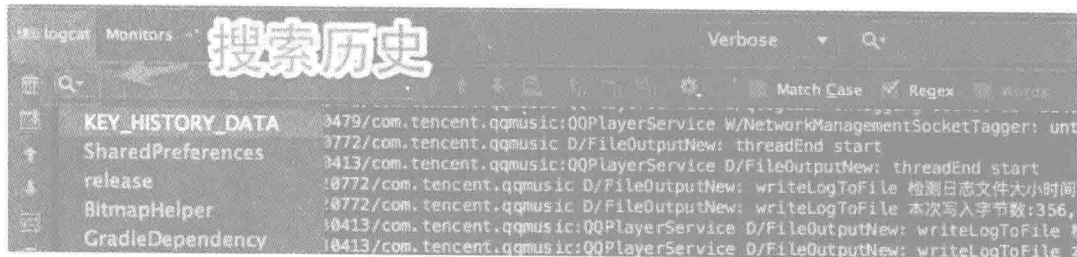 logcat Monitors
搜索历史
Verbose
Match Case Regex
KEY_HISTORY_DATA
SharedPreferences
release
BitmapHelper
GradleDependency
0479/com.tencent.qqmusic:QQPlayerService W/NetworkManagementSocketTagger: unt
0772/com.tencent.qqmusic D/FileOutputNew: threadEnd start
0413/com.tencent.qqmusic:QQPlayerService D/FileOutputNew: threadEnd start
0772/com.tencent.qqmusic D/FileOutputNew: writeLogToFile 检测日志文件大小时间
0772/com.tencent.qqmusic D/FileOutputNew: writeLogToFile 本次写入字节数:356,
0413/com.tencent.qqmusic:QQPlayerService D/FileOutputNew: writeLogToFile
0413/com.tencent.qqmusic:QQPlayerService D/FileOutputNew: writeLogToFile